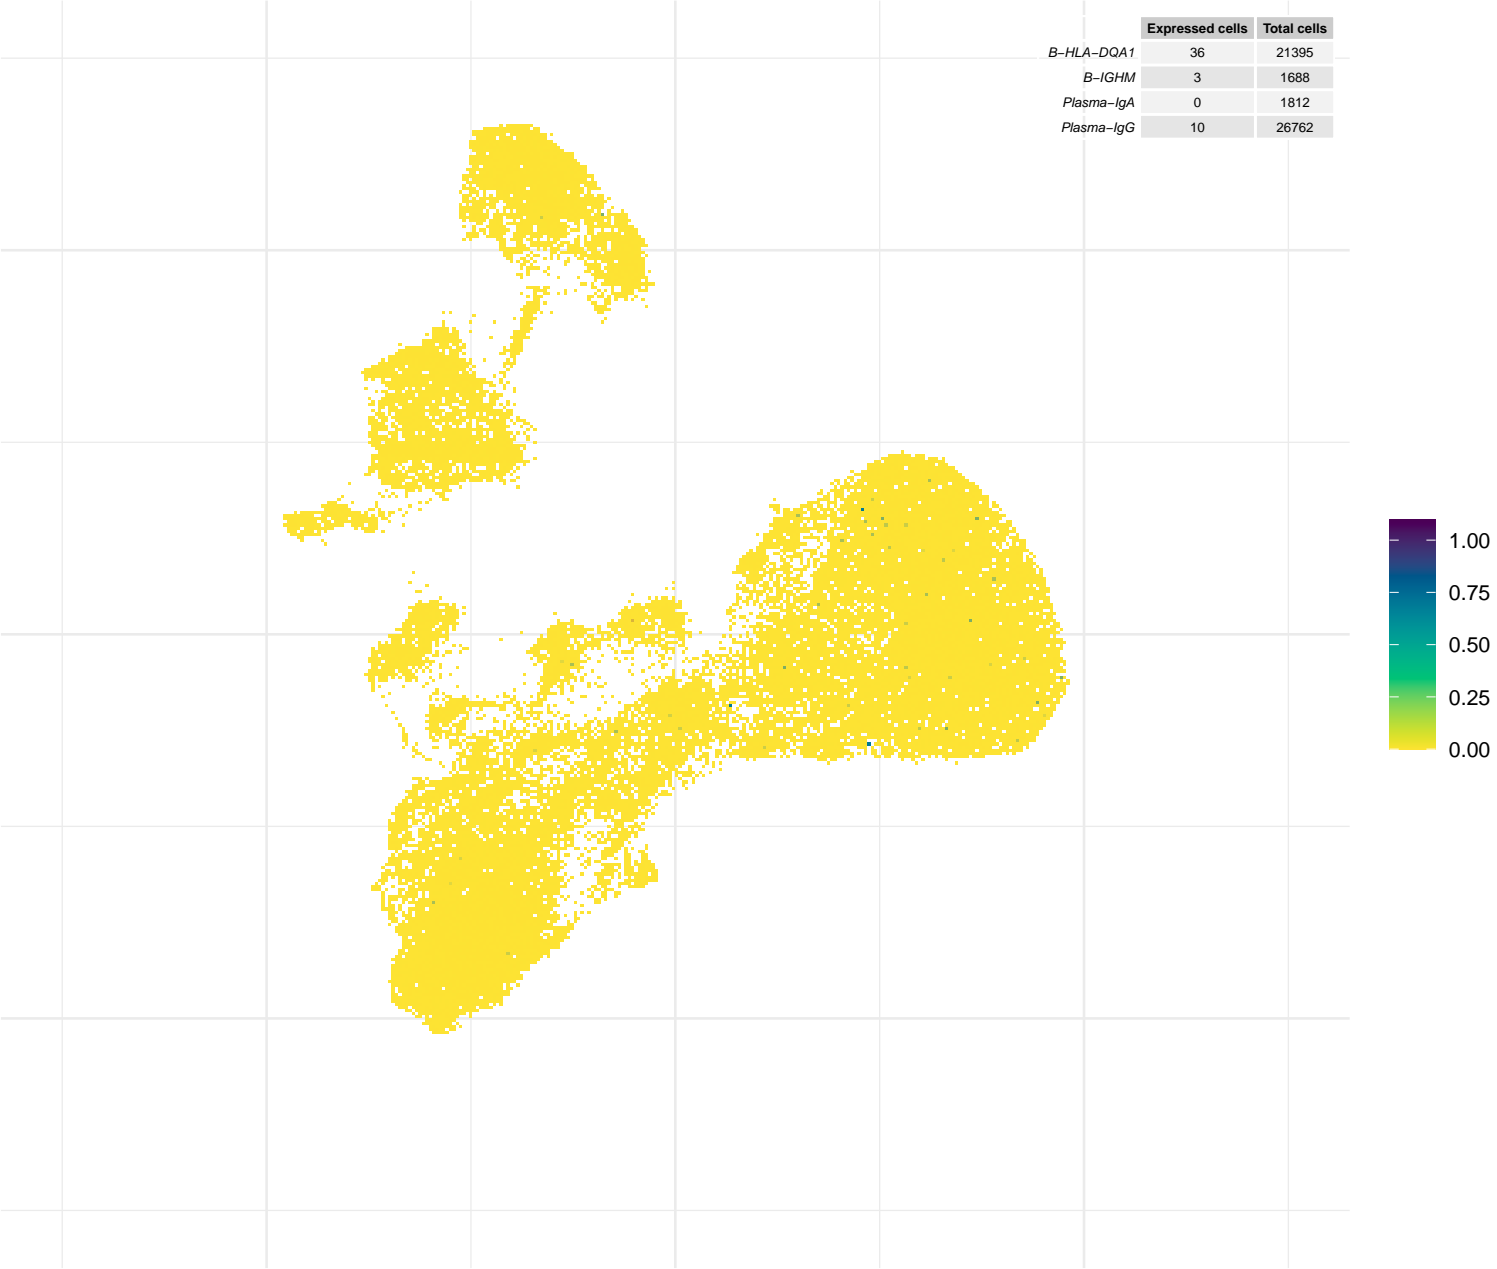 Expressed cells Total cells
B−HLA−DQA1 36 21395
B−IGHM 3 1688
Plasma−IgA 0 1812
Plasma−IgG 10 26762
1.00
0.75
0.50
0.25
0.00